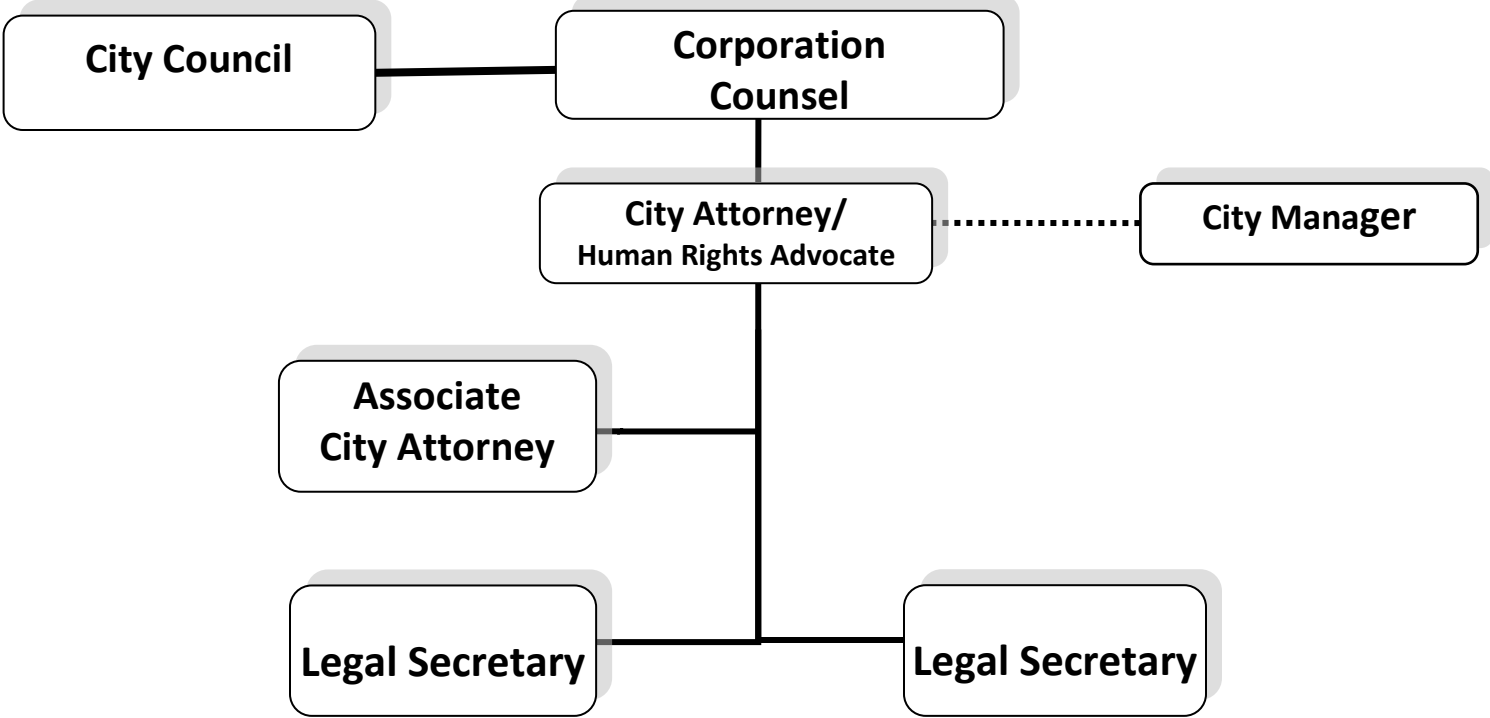 City Council
Corporation
Counsel
City Attorney/
Human Rights Advocate
City Manager
Associate
City Attorney
Legal Secretary
Legal Secretary